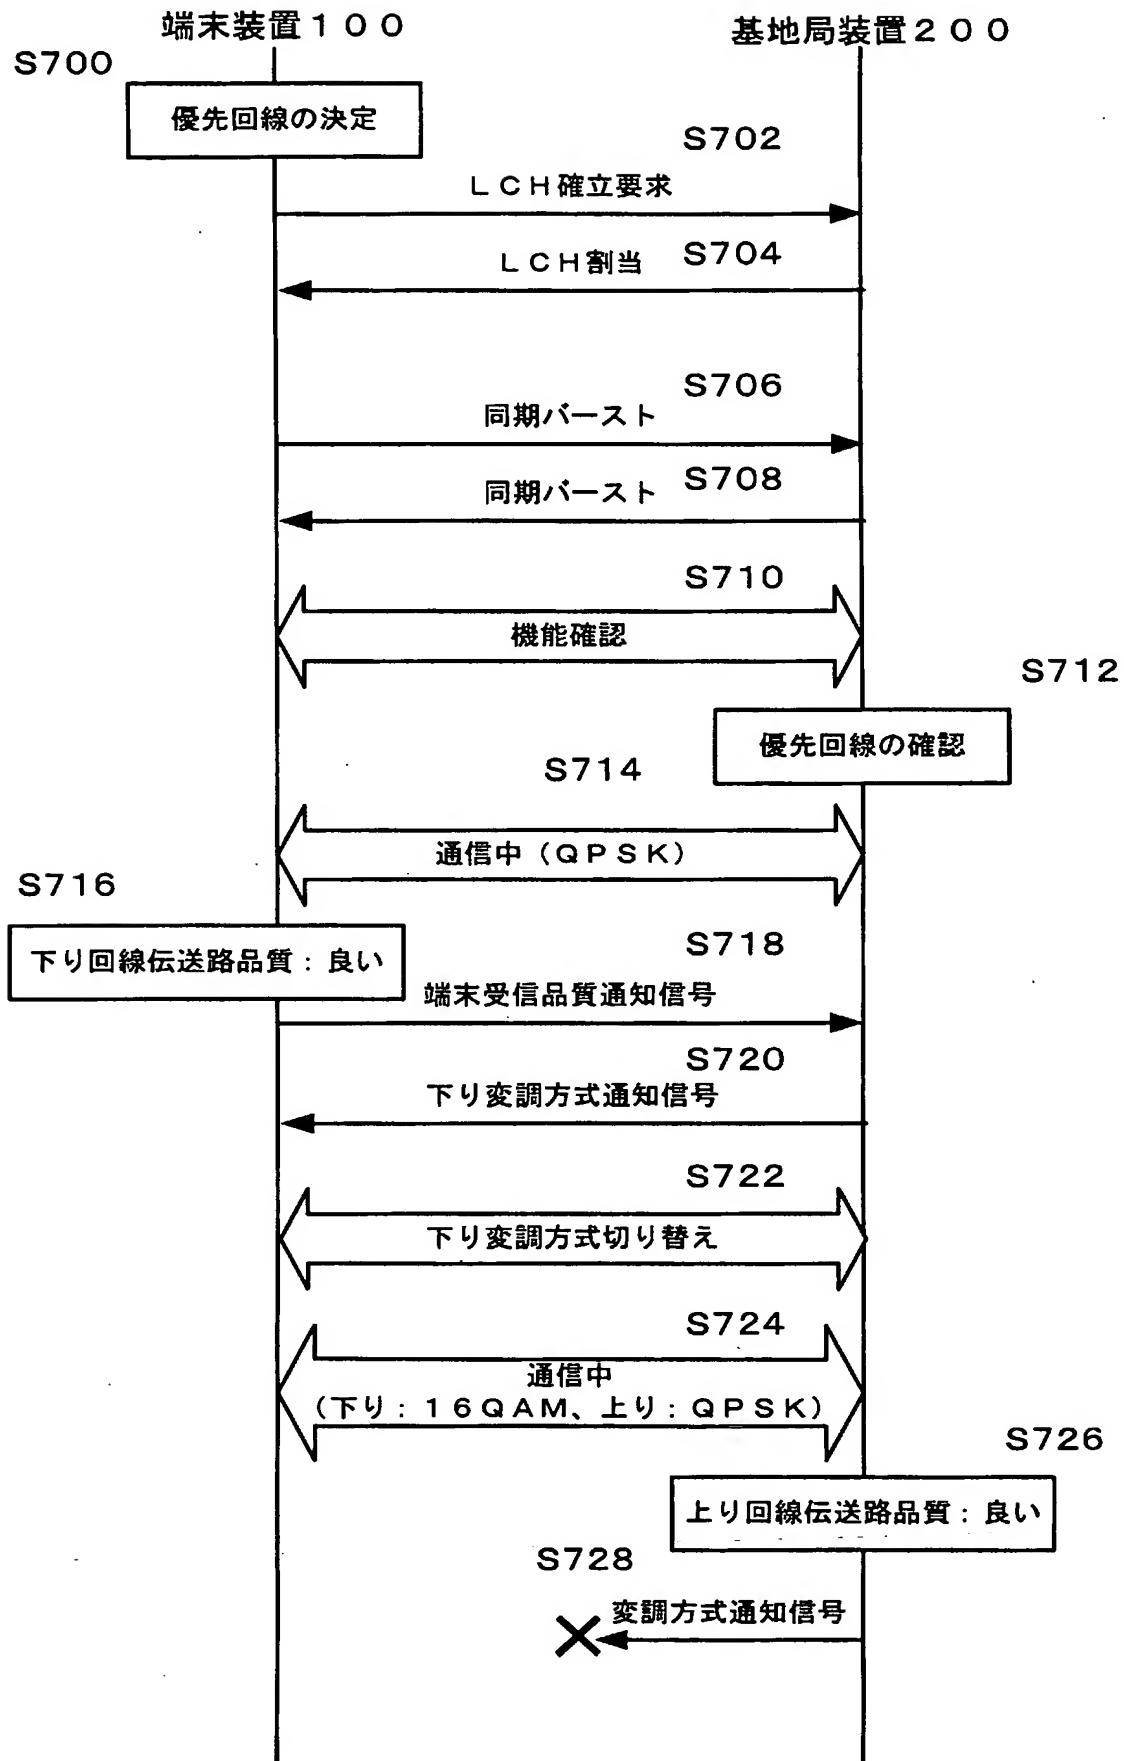 端末装置１００
基地局装置２００
S700
優先回線の決定
S702
ＬＣＨ確立要求
S704
ＬＣＨ割当
S706
同期バースト
S708
同期バースト
S710
機能確認
S712
優先回線の確認
S714
通信中（ＱＰＳＫ）
S716
下り回線伝送路品質：良い
S718
端末受信品質通知信号
S720
下り変調方式通知信号
S722
下り変調方式切り替え
S724
通信中
（下り：１６ＱＡＭ、上り：ＱＰＳＫ）
S726
上り回線伝送路品質：良い
S728
変調方式通知信号